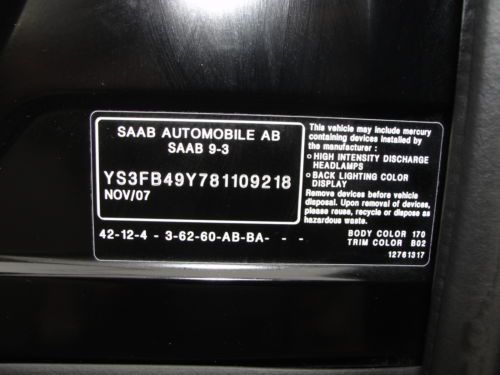 SAAB AUTOMOBILE AB
SAAB 9-3
YS3FB49Y781109218
NOV/07
42-12-4 - 3-62-60-AB-BA- - -
This vehicle may include mercury
containing devices installed by
the manufacturer :
○ HIGH INTENSITY DISCHARGE
HEADLAMPS
○ BACK LIGHTING COLOR
DISPLAY
Remove devices before vehicle
disposal. Upon removal of devices,
please reuse, recycle or dispose as
hazardous waste.
BODY COLOR 170
TRIM COLOR B02
12761317